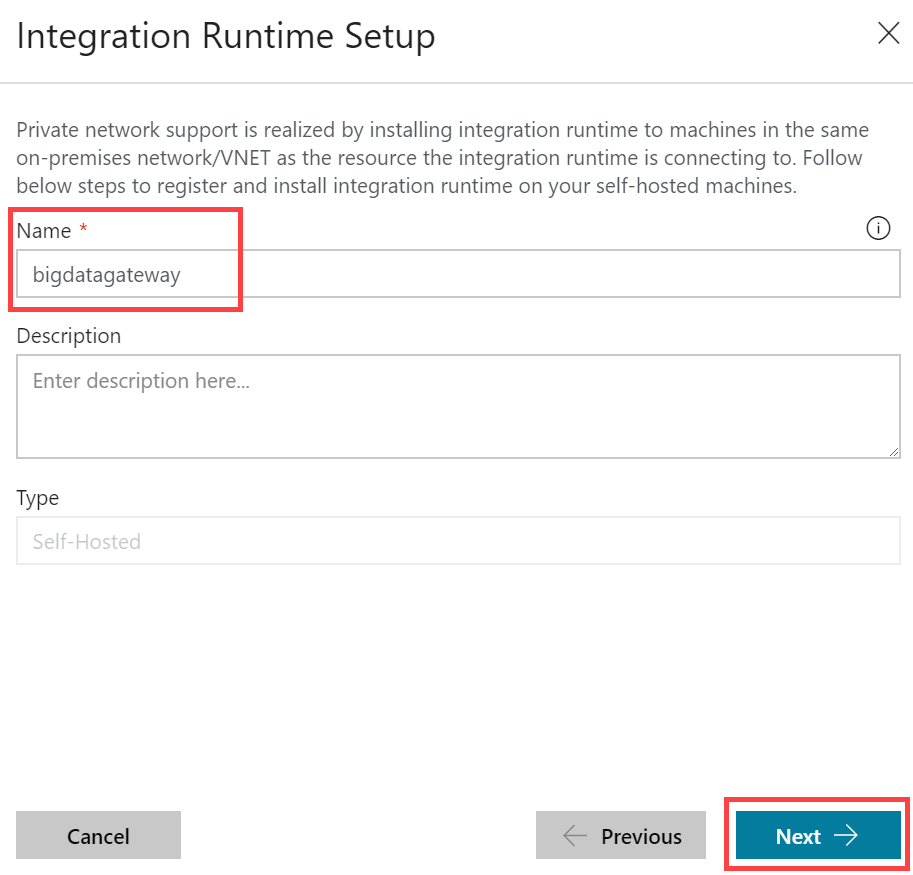 Integration Runtime Setup
Private network support is realized by installing integration runtime to machines in the same
on-premises network/VNET as the resource the integration runtime is connecting to. Follow
below steps to register and install integration runtime on your self-hosted machines.
Name *
bigdatagateway
Description
Enter description here...
Type
Self-Hosted
Cancel
Previous
Next